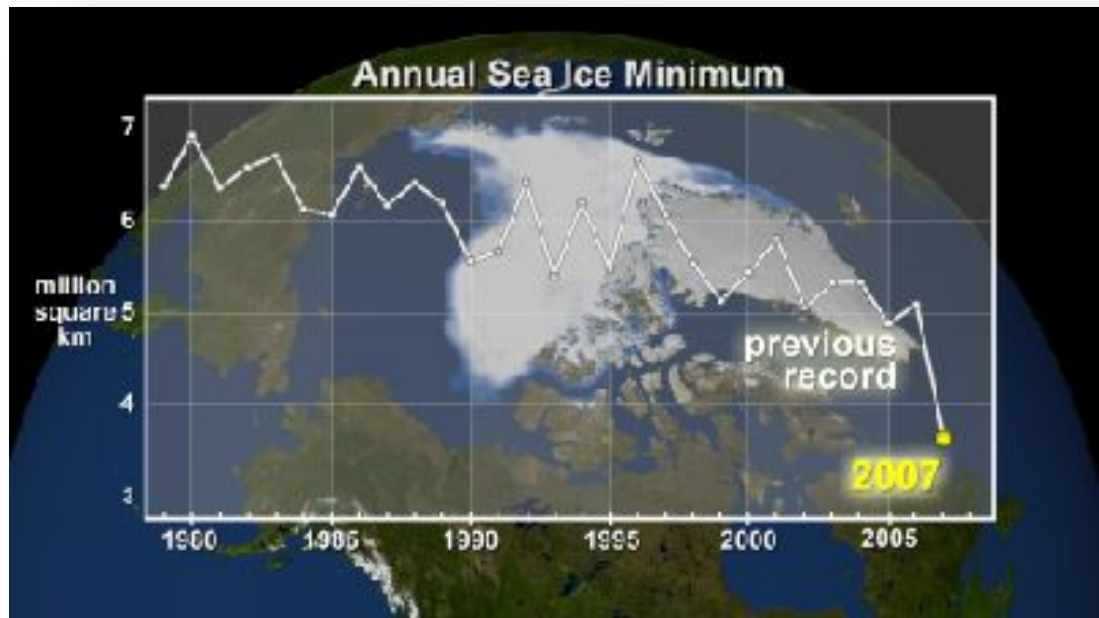 Annual Sea Ice Minimum
7
6
million
square
km
5
4
3
previous
record
2007
1980 1985 1990 1995 2000 2005